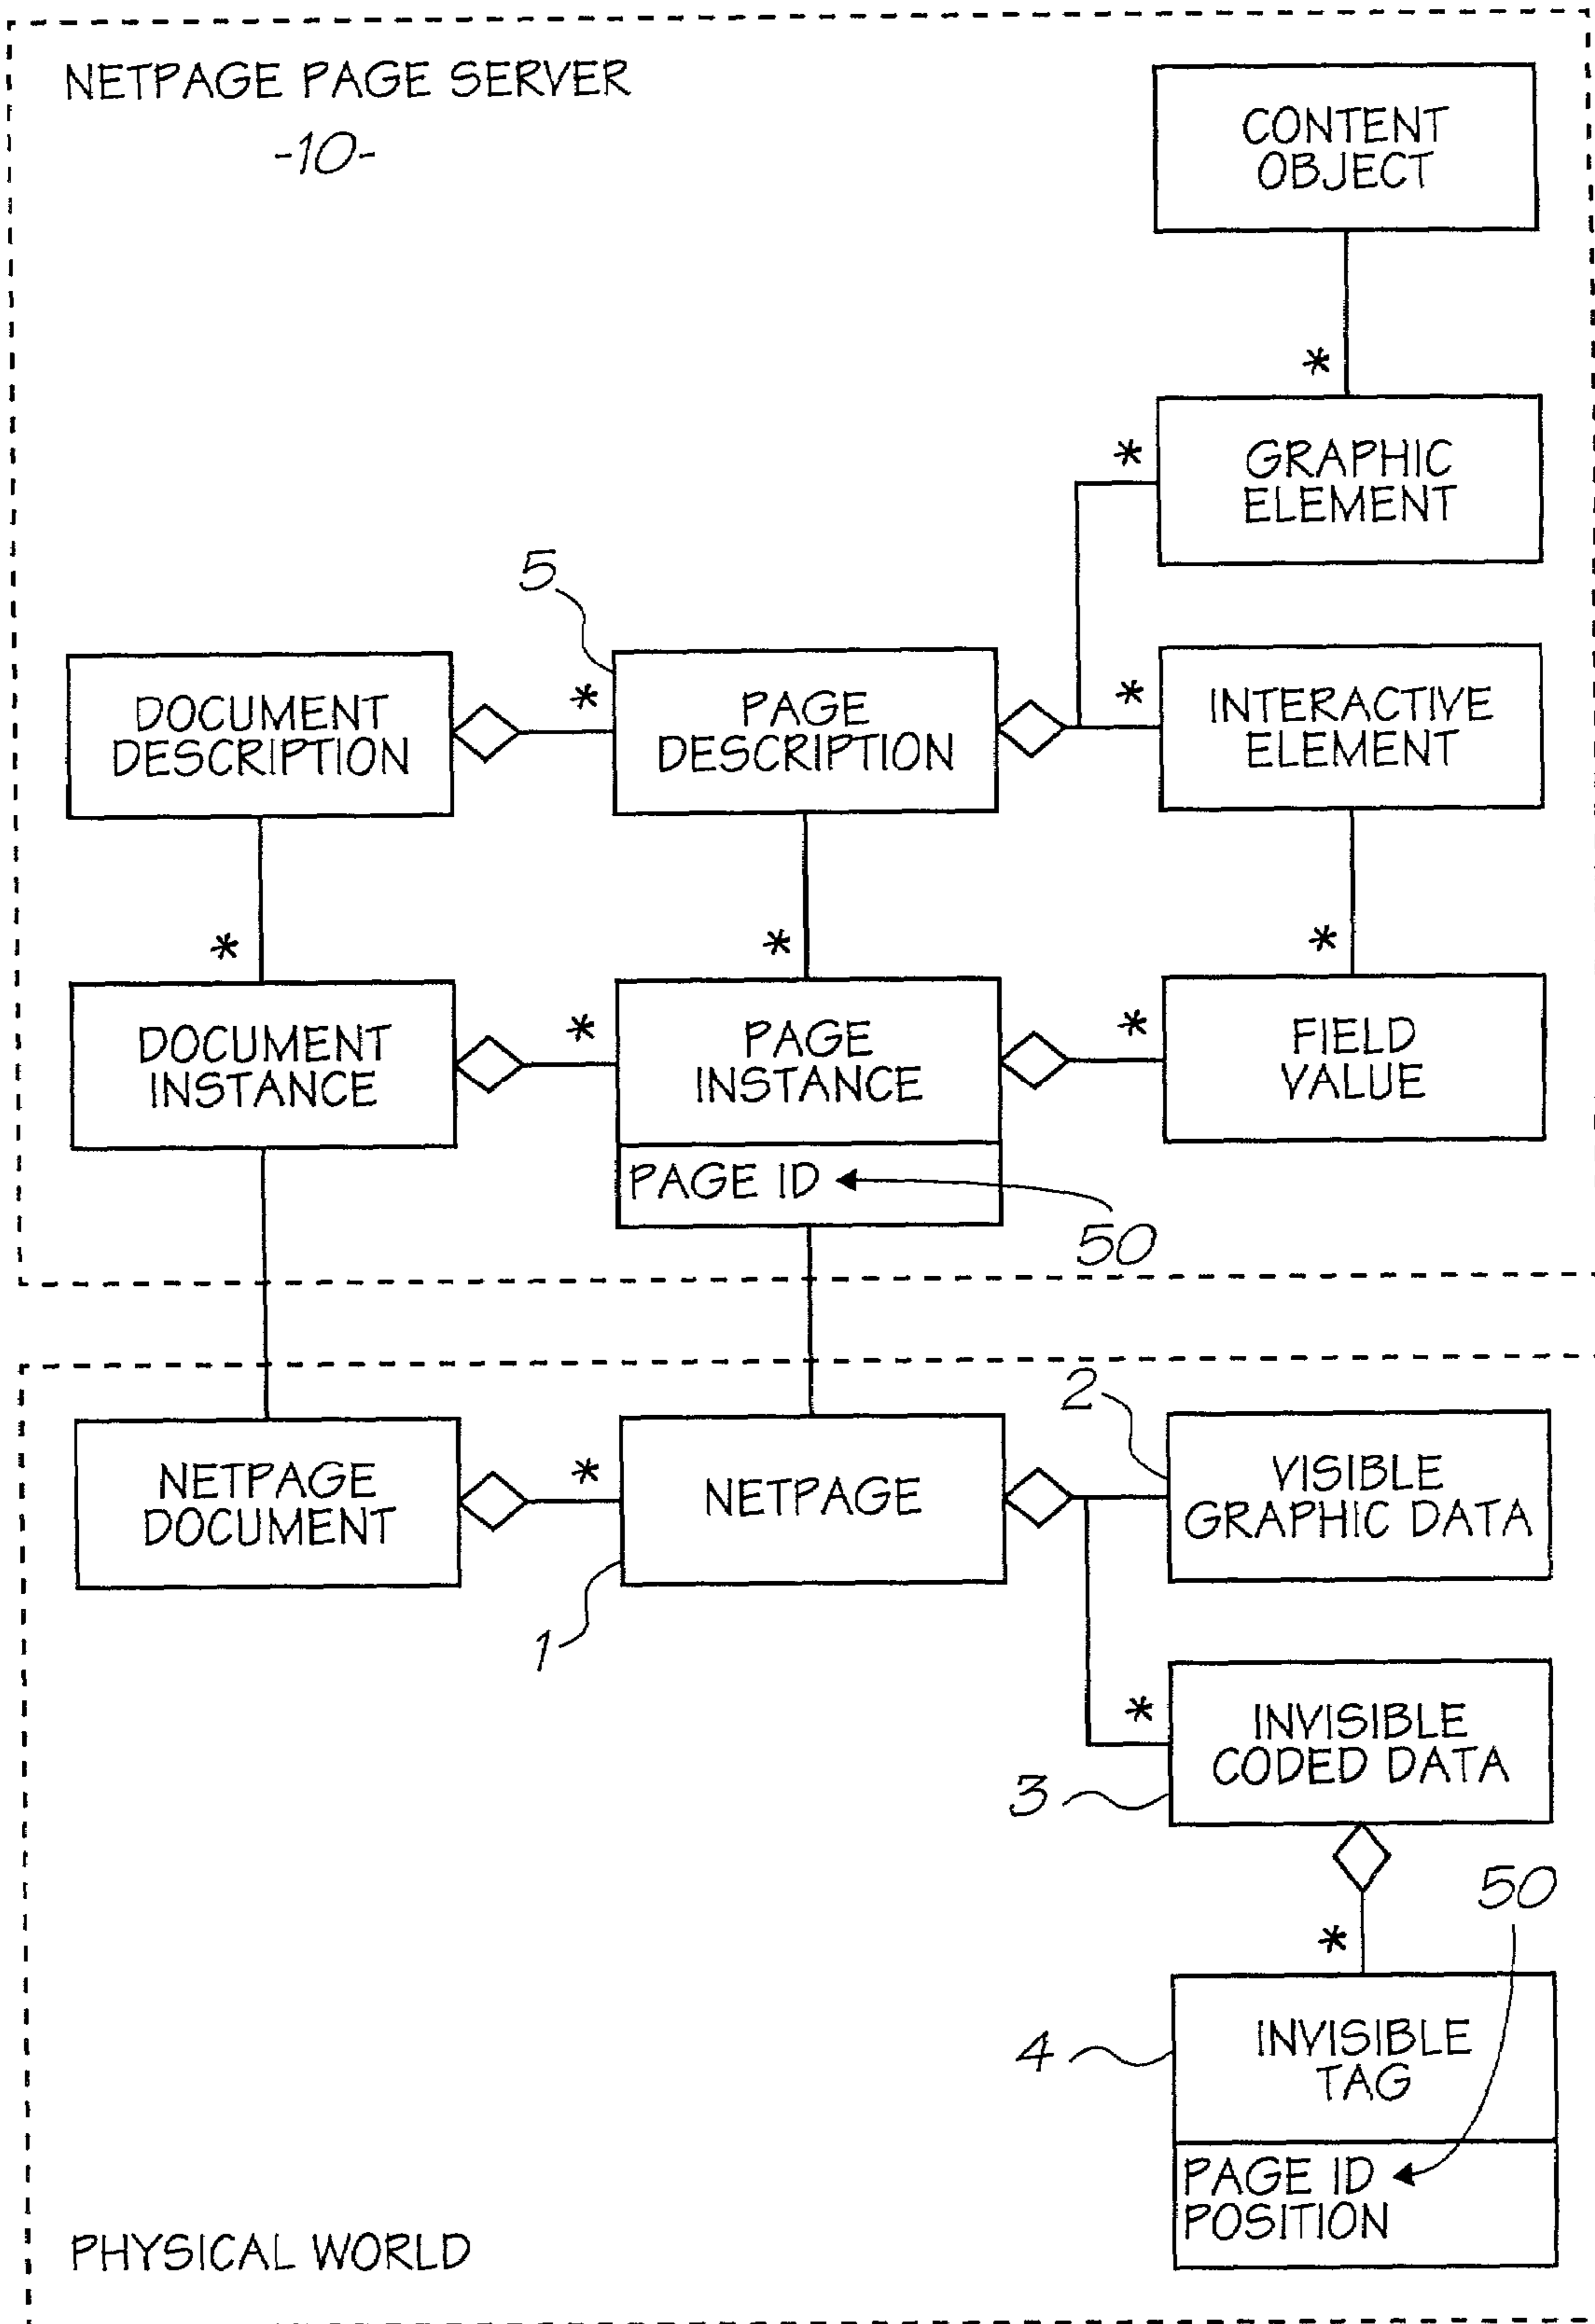 NETPAGE PAGE SERVER
-10-
CONTENT
OBJECT
*
*
GRAPHIC
ELEMENT
5
DOCUMENT
DESCRIPTION
*
PAGE
DESCRIPTION
*
INTERACTIVE
ELEMENT
*
*
*
DOCUMENT
INSTANCE
*
PAGE
INSTANCE
*
FIELD
VALUE
PAGE ID
50
2
NETPAGE
DOCUMENT
*
NETPAGE
VISIBLE
GRAPHIC DATA
1
*
INVISIBLE
CODED DATA
3
50
*
4
INVISIBLE
TAG
PAGE ID
POSITION
PHYSICAL WORLD